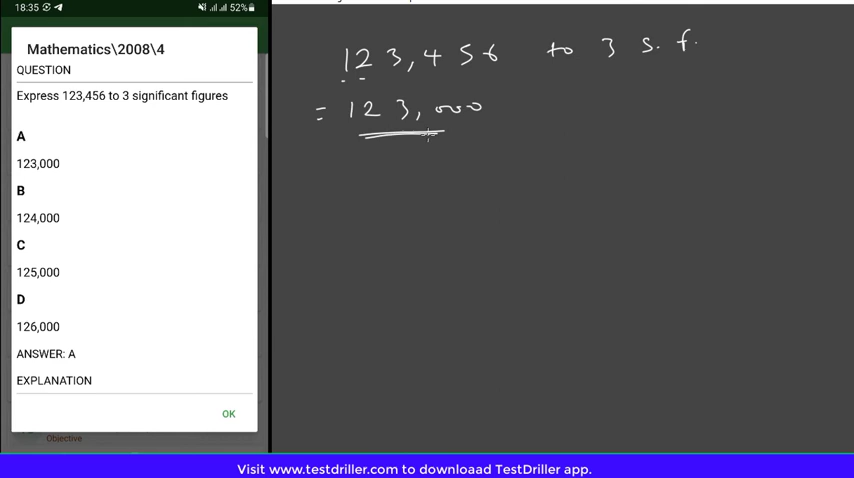 18:35 52%
Mathematics\2008\4
QUESTION
Express 123,456 to 3 significant figures
A
123,000
B
124,000
C
125,000
D
126,000
ANSWER: A
EXPLANATION
OK
Objective
123,456 to 3 s.f.
= 123,000
Visit www.testdriller.com to downloaad TestDriller app.